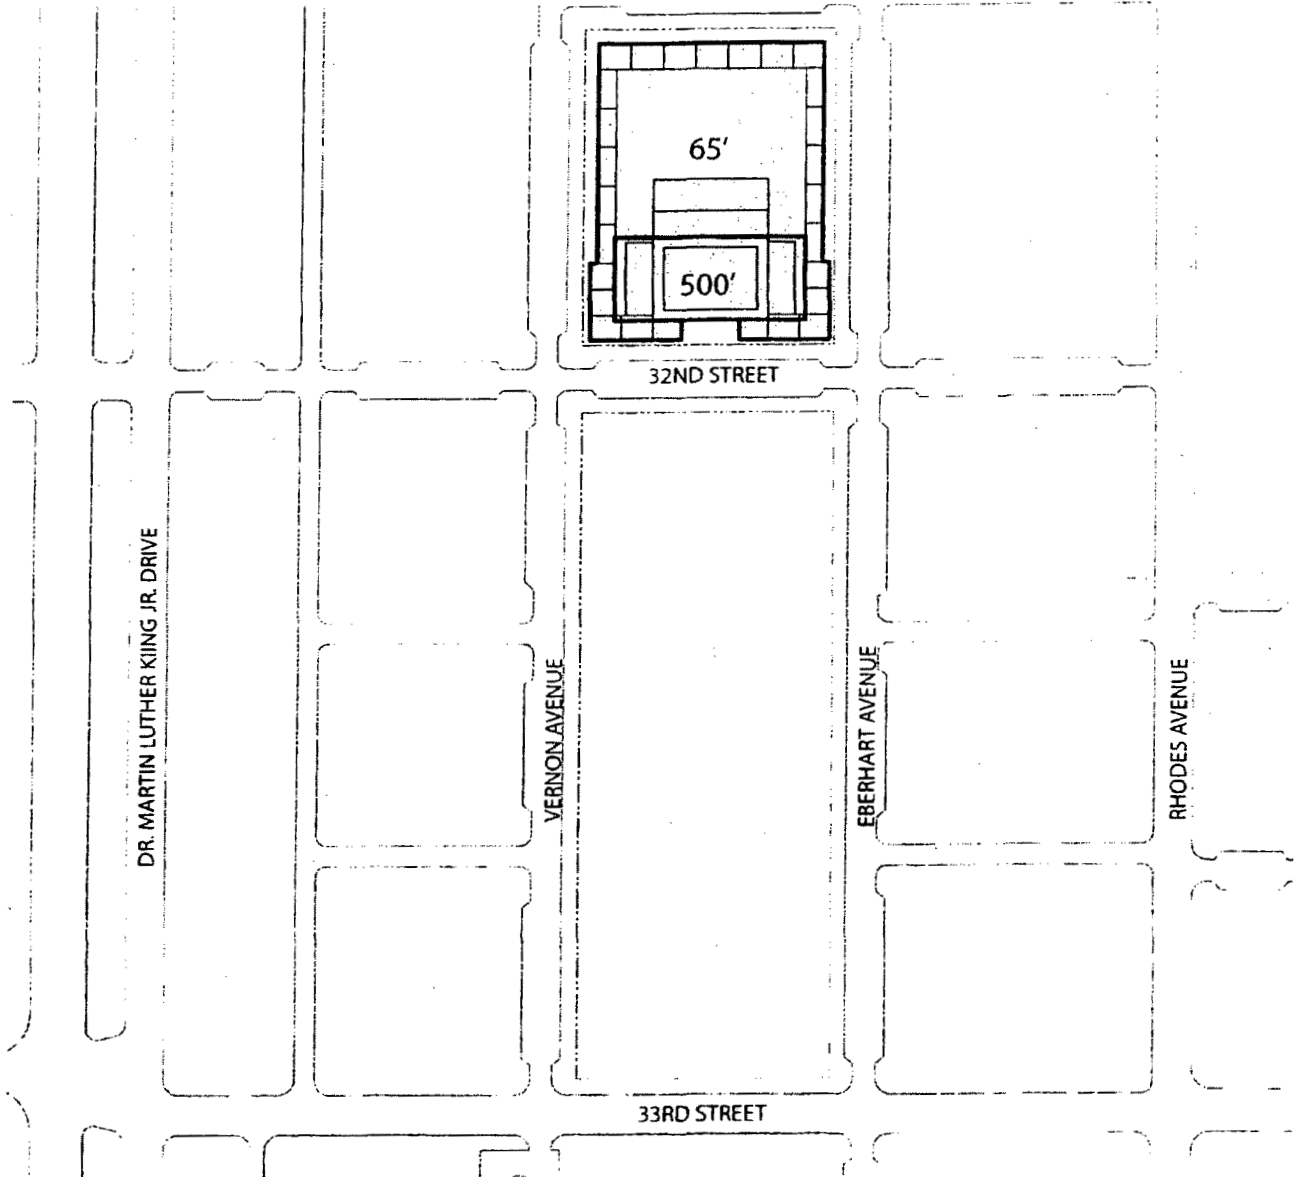 65'
500'
32ND STREET
DR. MARTIN LUTHER KIING JR. DRIVE
VERNON AVENUE
EBERHART AVENUE
RHODES AVENUE
33RD STREET